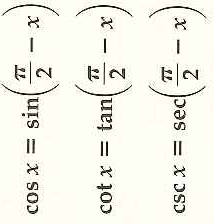 cos x = sin(π/2 − x)
cot x = tan(π/2 − x)
csc x = sec(π/2 − x)